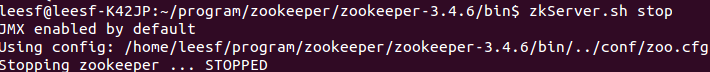 leesf@leesf-K42JP:~/program/zookeeper/zookeeper-3.4.6/bin$ zkServer.sh stop
JMX enabled by default
Using config: /home/leesf/program/zookeeper/zookeeper-3.4.6/bin/../conf/zoo.cfg
Stopping zookeeper ... STOPPED